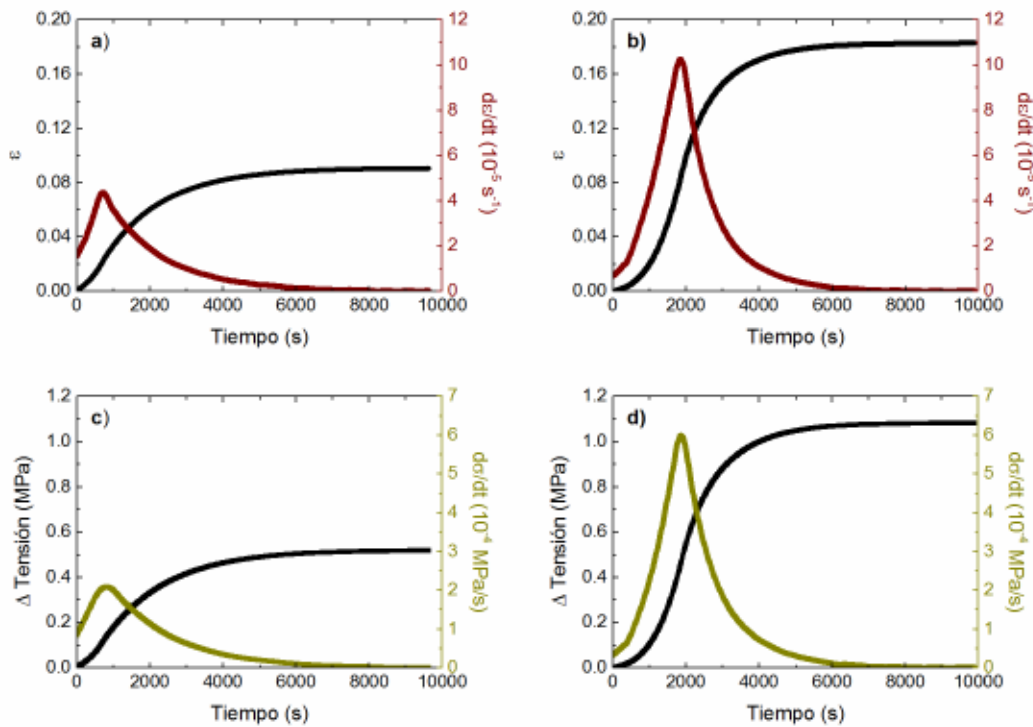 a)
0.20
0.16
0.12
0.08
0.04
0.00
ε
12
10
8
6
4
2
0
dε/dt (10⁻⁵ s⁻¹)
0 2000 4000 6000 8000 10000
Tiempo (s)
b)
0.20
0.16
0.12
0.08
0.04
0.00
ε
12
10
8
6
4
2
0
dε/dt (10⁻⁵ s⁻¹)
0 2000 4000 6000 8000 10000
Tiempo (s)
c)
1.2
1.0
0.8
0.6
0.4
0.2
0.0
Δ Tensión (MPa)
7
6
5
4
3
2
1
0
dσ/dt (10⁻⁴ MPa/s)
0 2000 4000 6000 8000 10000
Tiempo (s)
d)
1.2
1.0
0.8
0.6
0.4
0.2
0.0
Δ Tensión (MPa)
7
6
5
4
3
2
1
0
dσ/dt (10⁻⁴ MPa/s)
0 2000 4000 6000 8000 10000
Tiempo (s)